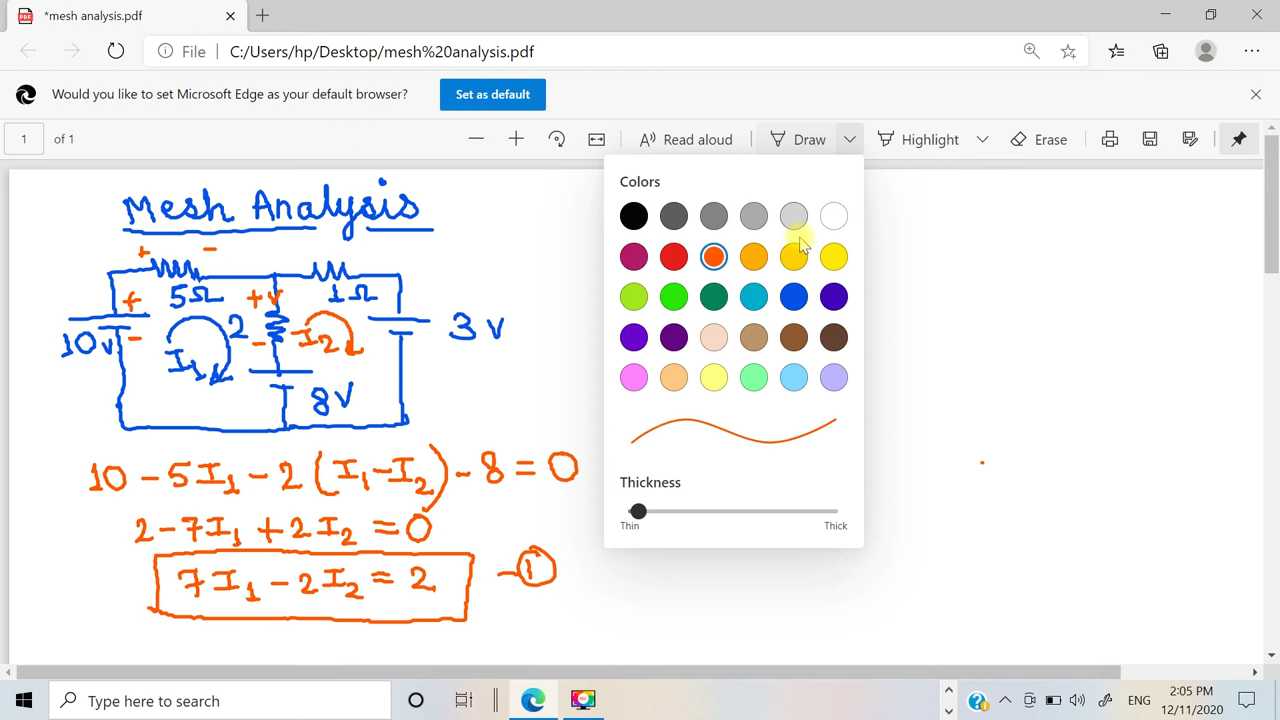 *mesh analysis.pdf
File C:/Users/hp/Desktop/mesh%20analysis.pdf
Would you like to set Microsoft Edge as your default browser? Set as default
1 of 1 Read aloud Draw Highlight Erase
Colors
Thickness
Thin Thick
Mesh Analysis
+ -
5Ω + v 1Ω
+ 2 I2 3 v
10v - I1 -
8V
10 - 5I1 - 2 (I1 - I2) - 8 = 0
2 - 7I1 + 2I2 = 0
7I1 - 2I2 = 2 - 1
Type here to search
ENG 2:05 PM
12/11/2020